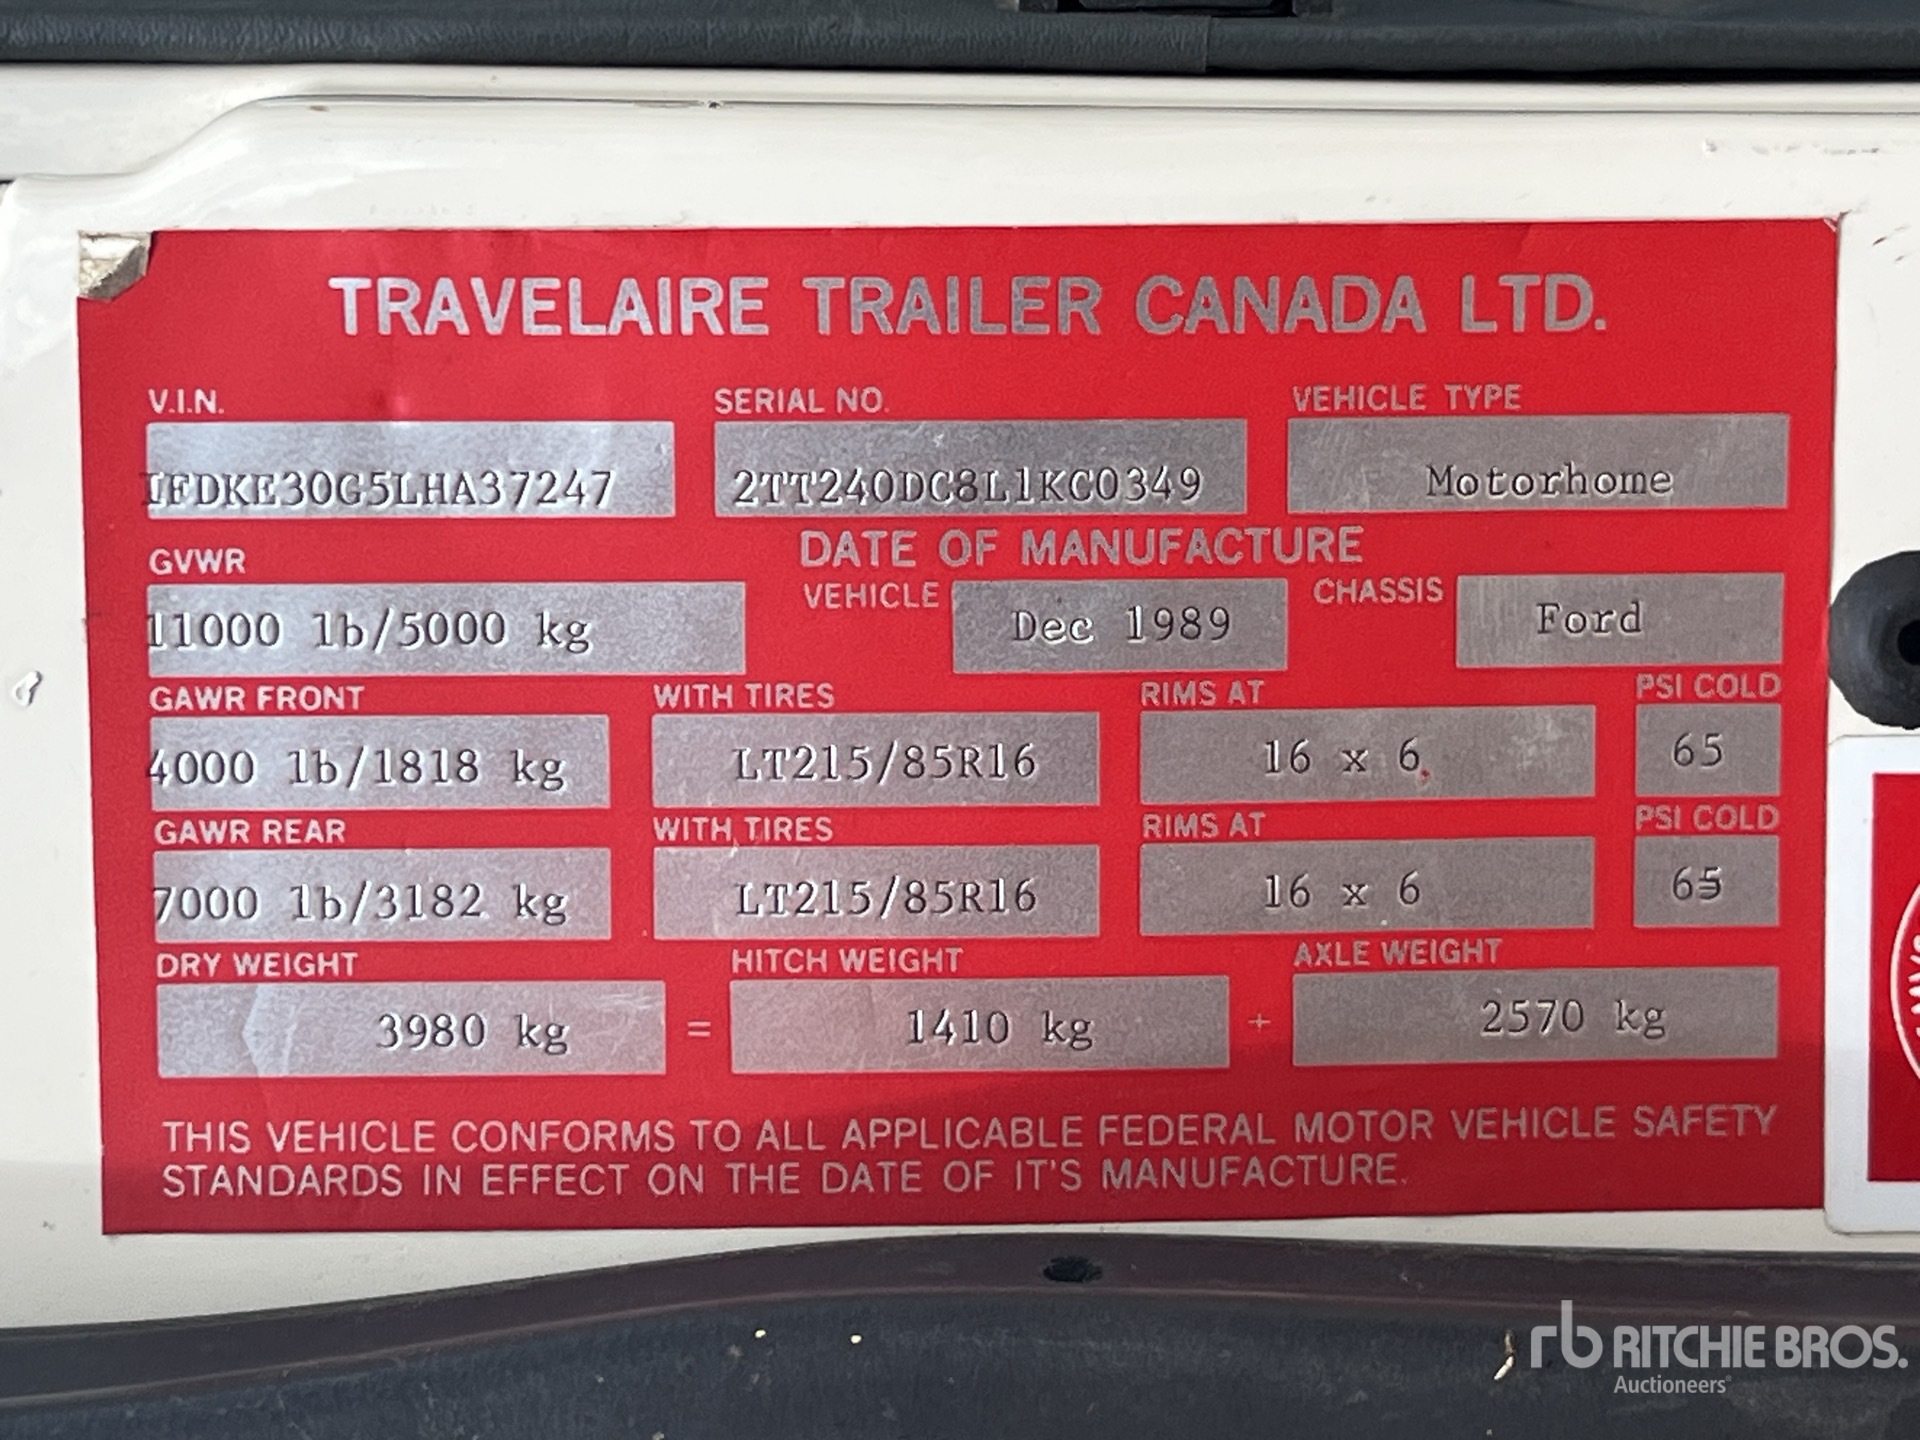 TRAVELAIRE TRAILER CANADA LTD.
V.I.N. SERIAL NO. VEHICLE TYPE
IFDKE30G5LHA37247 2TT240DC8L1KC0349 Motorhome
GVWR DATE OF MANUFACTURE
11000 lb/5000 kg VEHICLE Dec 1989 CHASSIS Ford
GAWR FRONT WITH TIRES RIMS AT PSI COLD
4000 lb/1818 kg LT215/85R16 16 x 6 65
GAWR REAR WITH TIRES RIMS AT PSI COLD
7000 lb/3182 kg LT215/85R16 16 x 6 65
DRY WEIGHT HITCH WEIGHT AXLE WEIGHT
3980 kg = 1410 kg + 2570 kg
THIS VEHICLE CONFORMS TO ALL APPLICABLE FEDERAL MOTOR VEHICLE SAFETY
STANDARDS IN EFFECT ON THE DATE OF IT'S MANUFACTURE.
rb RITCHIE BROS.
Auctioneers